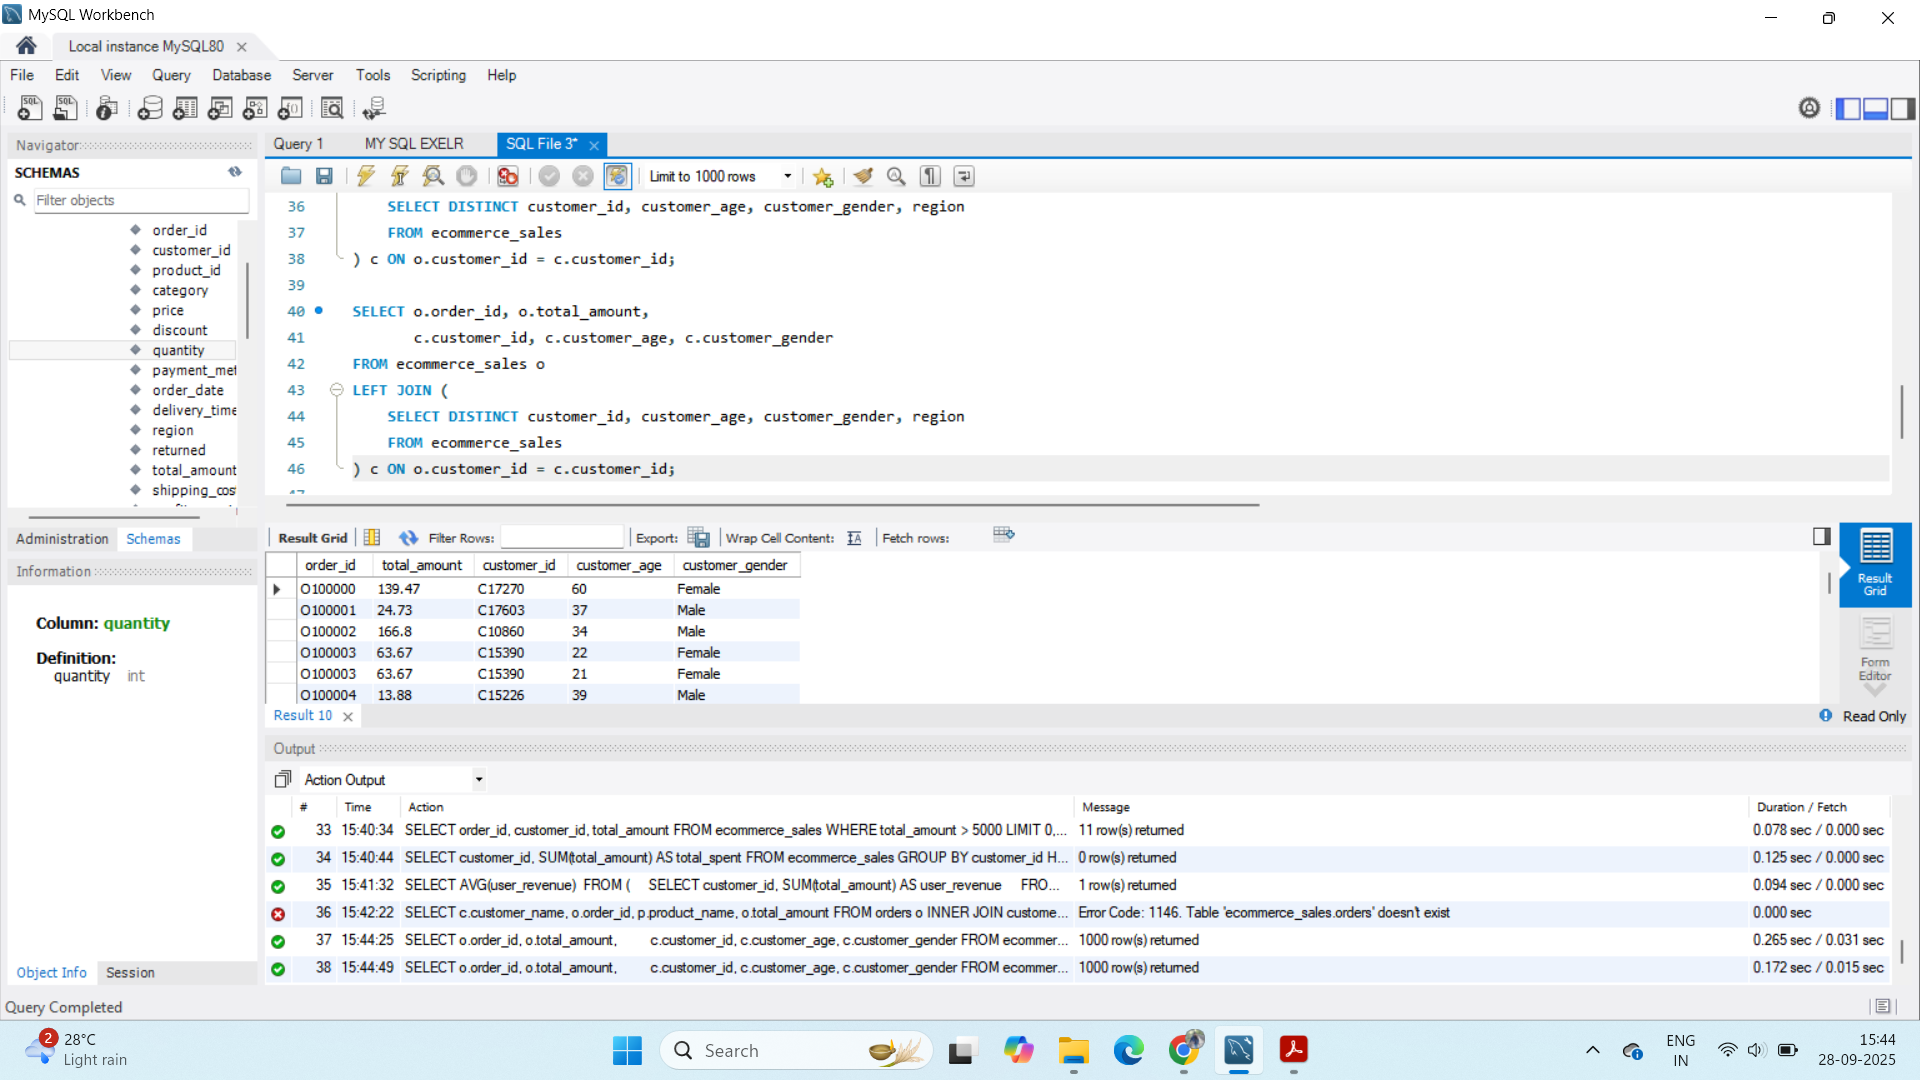 MySQL Workbench
Local instance MySQL80
File Edit View Query Database Server Tools Scripting Help
Navigator
Query 1 MY SQL EXELR SQL File 3*
SCHEMAS
Limit to 1000 rows
Filter objects
order_id
customer_id
product_id
category
price
discount
quantity
payment_met
order_date
delivery_time
region
returned
total_amount
shipping_cos
36 SELECT DISTINCT customer_id, customer_age, customer_gender, region
37 FROM ecommerce_sales
38 ) c ON o.customer_id = c.customer_id;
39
40 SELECT o.order_id, o.total_amount,
41 c.customer_id, c.customer_age, c.customer_gender
42 FROM ecommerce_sales o
43 LEFT JOIN (
44 SELECT DISTINCT customer_id, customer_age, customer_gender, region
45 FROM ecommerce_sales
46 ) c ON o.customer_id = c.customer_id;
Administration Schemas
Information
Column: quantity
Definition:
quantity int
Object Info Session
Result Grid Filter Rows: Export: Wrap Cell Content: Fetch rows:
order_id total_amount customer_id customer_age customer_gender
O100000 139.47 C17270 60 Female
O100001 24.73 C17603 37 Male
O100002 166.8 C10860 34 Male
O100003 63.67 C15390 22 Female
O100003 63.67 C15390 21 Female
O100004 13.88 C15226 39 Male
Result Grid
Form Editor
Result 10
Read Only
Output
Action Output
# Time Action Message Duration / Fetch
33 15:40:34 SELECT order_id, customer_id, total_amount FROM ecommerce_sales WHERE total_amount > 5000 LIMIT 0,... 11 row(s) returned 0.078 sec / 0.000 sec
34 15:40:44 SELECT customer_id, SUM(total_amount) AS total_spent FROM ecommerce_sales GROUP BY customer_id H... 0 row(s) returned 0.125 sec / 0.000 sec
35 15:41:32 SELECT AVG(user_revenue) FROM ( SELECT customer_id, SUM(total_amount) AS user_revenue FRO... 1 row(s) returned 0.094 sec / 0.000 sec
36 15:42:22 SELECT c.customer_name, o.order_id, p.product_name, o.total_amount FROM orders o INNER JOIN custome... Error Code: 1146. Table 'ecommerce_sales.orders' doesn't exist 0.000 sec
37 15:44:25 SELECT o.order_id, o.total_amount, c.customer_id, c.customer_age, c.customer_gender FROM ecommer... 1000 row(s) returned 0.265 sec / 0.031 sec
38 15:44:49 SELECT o.order_id, o.total_amount, c.customer_id, c.customer_age, c.customer_gender FROM ecommer... 1000 row(s) returned 0.172 sec / 0.015 sec
Query Completed
2
28°C
Light rain
Search
ENG
IN
15:44
28-09-2025